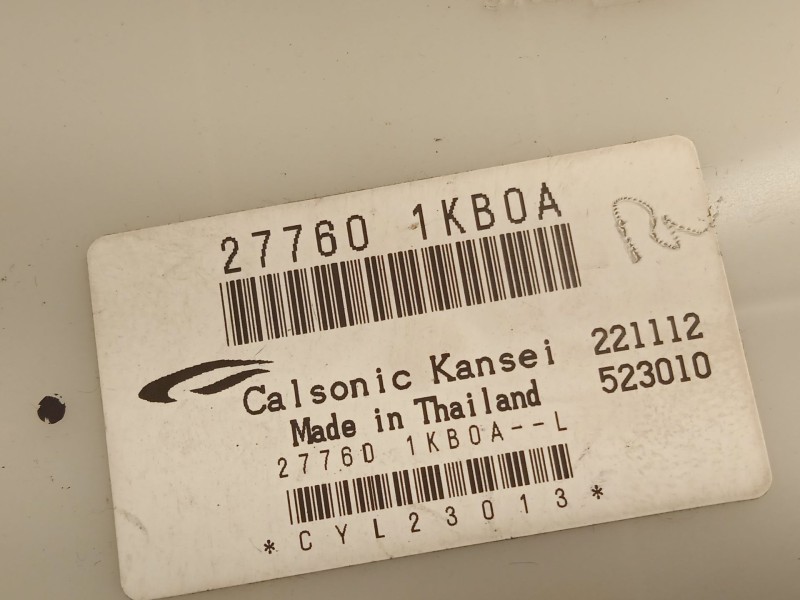 27760 1KB0A
Calsonic Kansei 221112
Made in Thailand 523010
27760 1KB0A--L
*CYL23013*